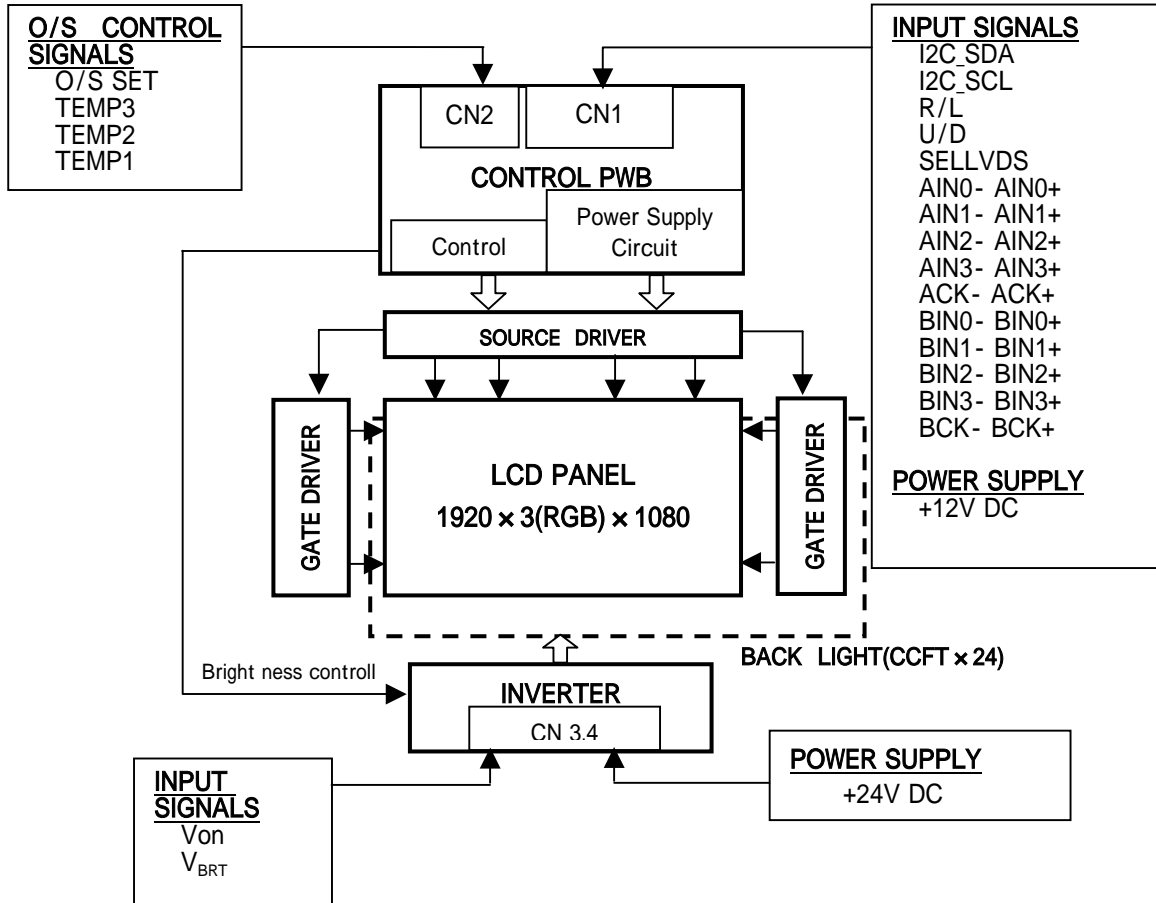 O/S CONTROL
SIGNALS
O/S SET
TEMP3
TEMP2
TEMP1
INPUT SIGNALS
I2C_SDA
I2C_SCL
R/L
U/D
SELLVDS
AIN0- AIN0+
AIN1- AIN1+
AIN2- AIN2+
AIN3- AIN3+
ACK- ACK+
BIN0- BIN0+
BIN1- BIN1+
BIN2- BIN2+
BIN3- BIN3+
BCK- BCK+
POWER SUPPLY
+12V DC
CN2
CN1
CONTROL PWB
Control
Power Supply
Circuit
SOURCE DRIVER
GATE DRIVER
LCD PANEL
1920 × 3(RGB) × 1080
GATE DRIVER
BACK LIGHT(CCFT × 24)
Bright ness controll
INVERTER
CN 3.4
INPUT
SIGNALS
Von
VBRT
POWER SUPPLY
+24V DC